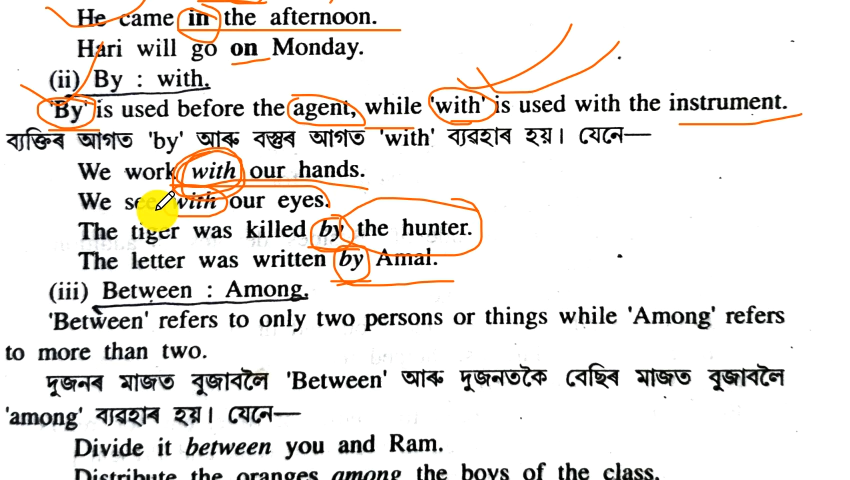 He came in the afternoon.
Hari will go on Monday.
(ii) By : with.
'By' is used before the agent, while 'with' is used with the instrument.
ব্যক্তিৰ আগত 'by' আৰু বস্তুৰ আগত 'with' ব্যৱহাৰ হয়। যেনে—
We work with our hands.
We see with our eyes.
The tiger was killed by the hunter.
The letter was written by Amal.
(iii) Between : Among.
'Between' refers to only two persons or things while 'Among' refers
to more than two.
দুজনৰ মাজত বুজাবলৈ 'Between' আৰু দুজনতকৈ বেছিৰ মাজত বুজাবলৈ
'among' ব্যৱহাৰ হয়। যেনে—
Divide it between you and Ram.
Distribute the oranges among the boys of the class.